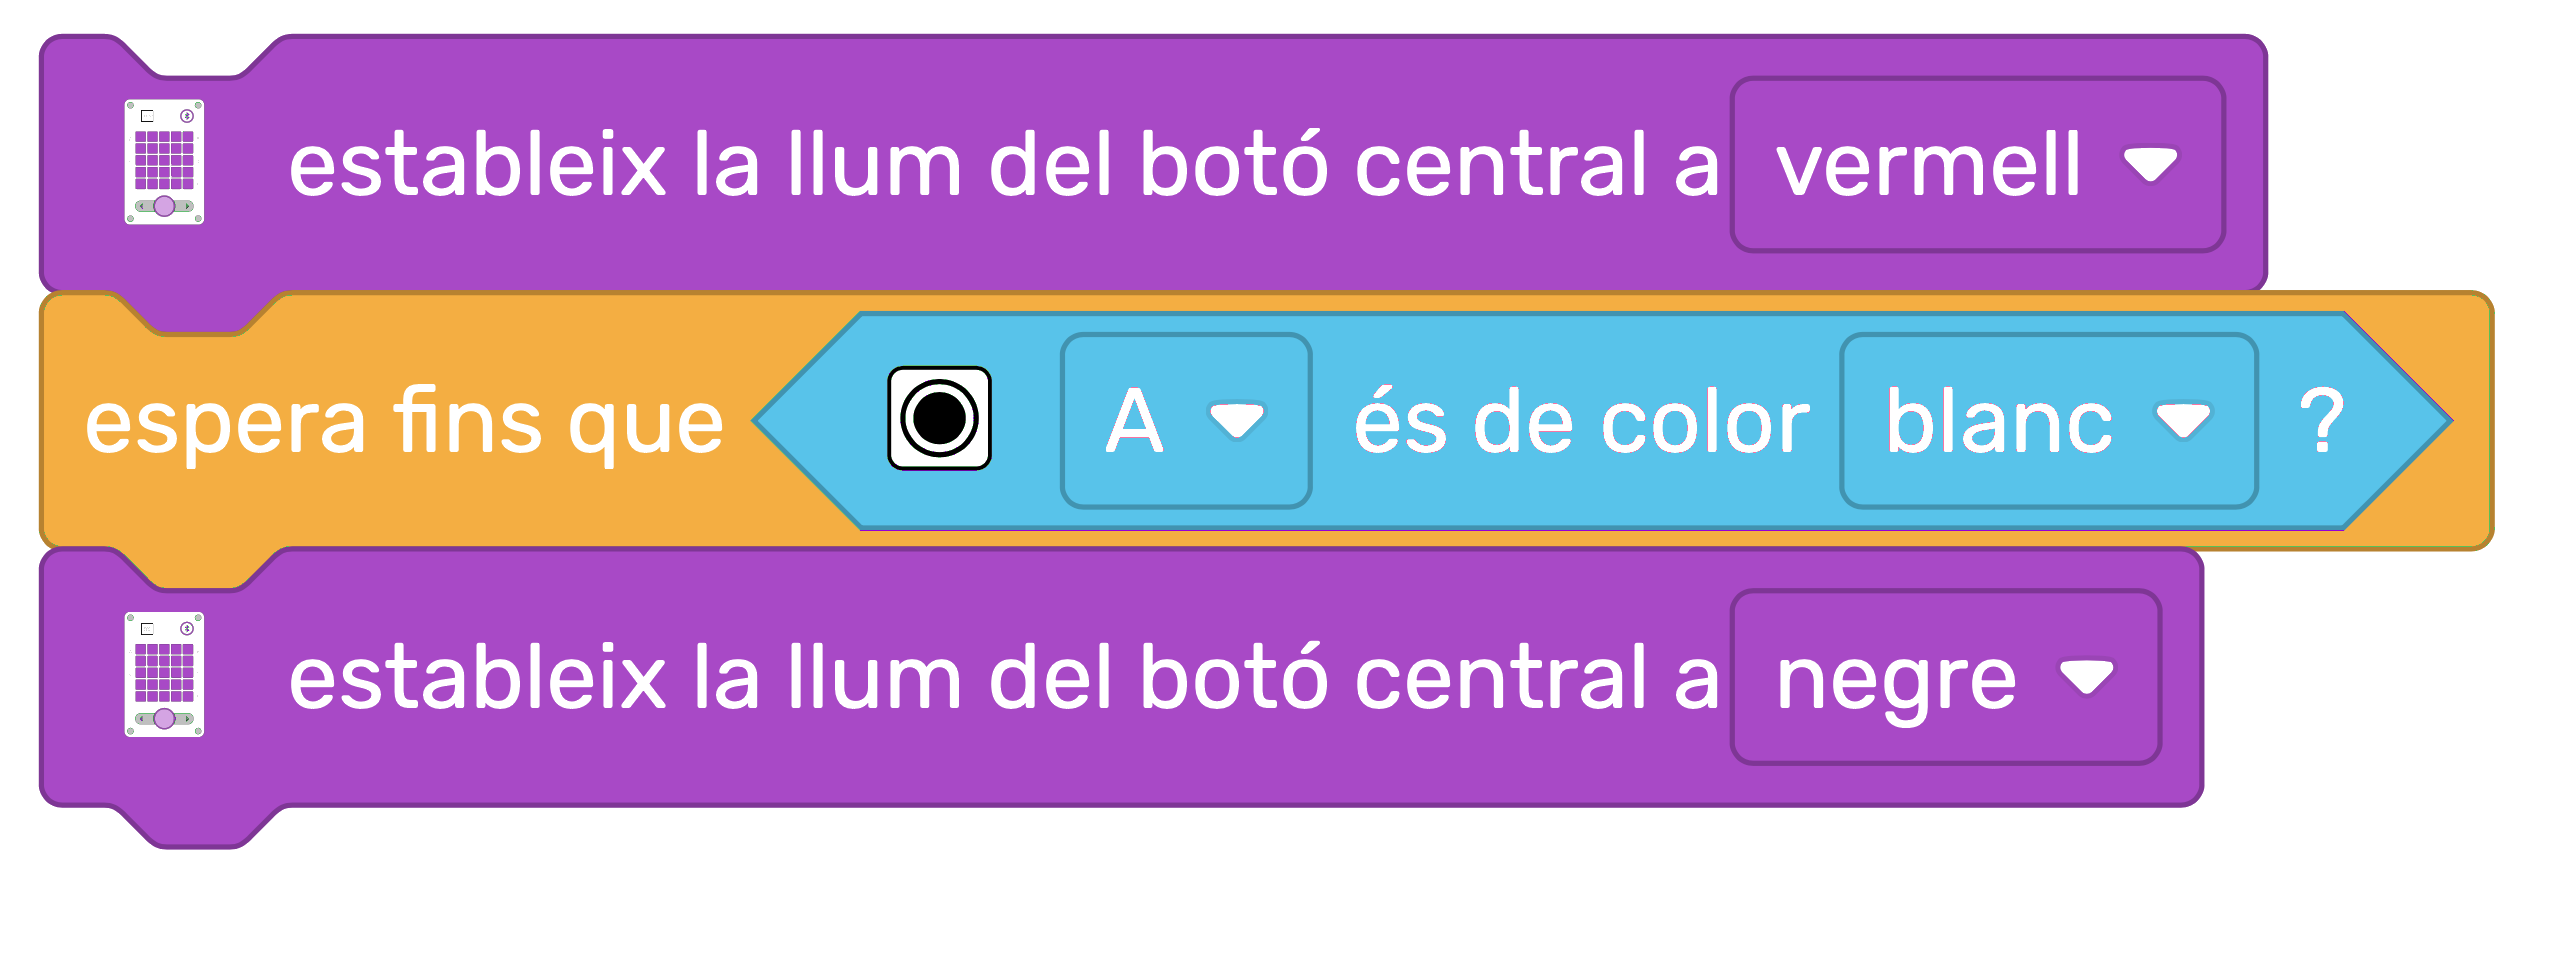 estableix la llum del botó central a vermell
espera fins que A és de color blanc ?
estableix la llum del botó central a negre